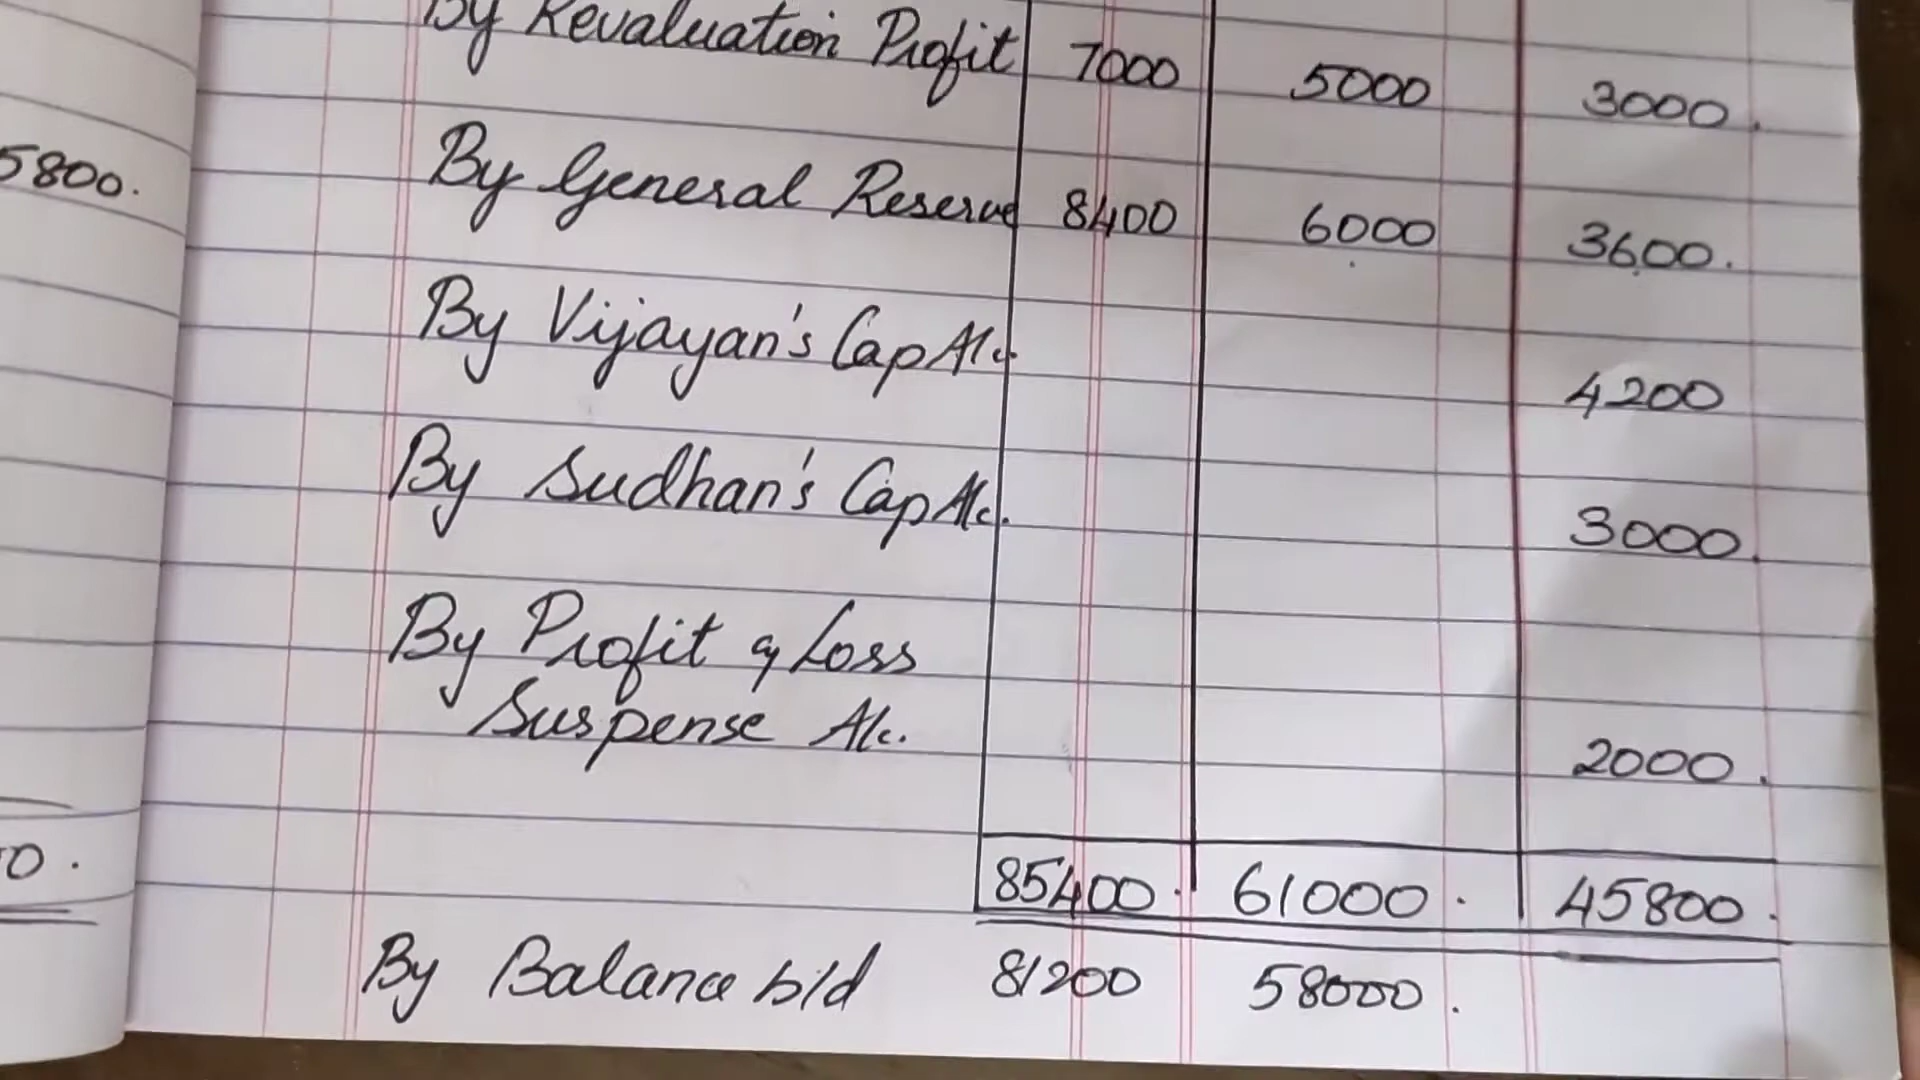 By Revaluation Profit 7000 5000 3000.
5800.
By General Reserve 8400 6000 3600.
By Vijayan's Cap A/c. 4200
By Sudhan's Cap A/c. 3000.
By Profit & Loss
Suspense A/c. 2000.
0.
85400. 61000. 45800.
By Balance b/d 81200 58000.